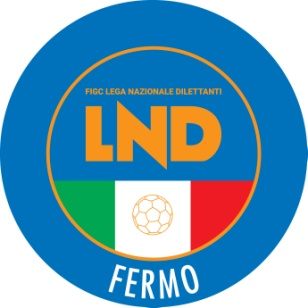 FIGC LEGA NAZIONALE DILETTANTI
LND
FERMO